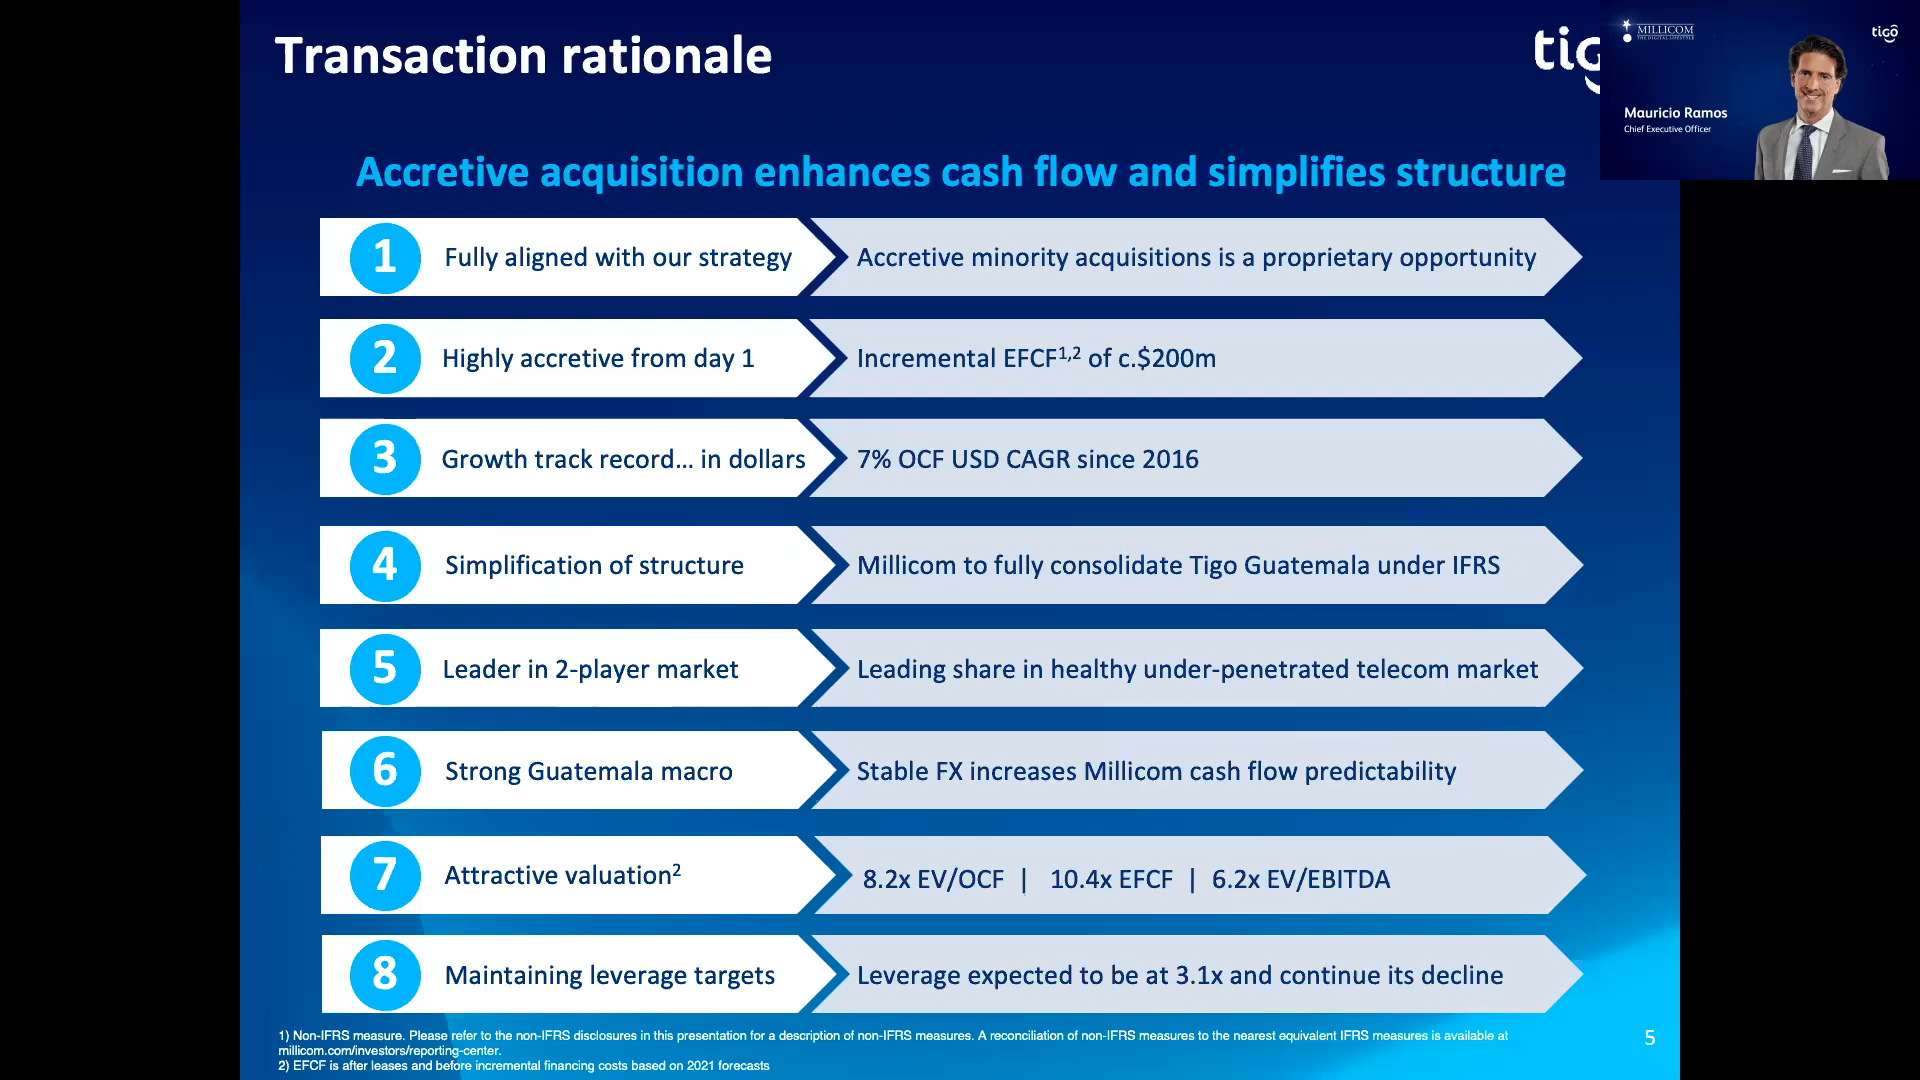 Transaction rationale
MILLICOM
THE DIGITAL LIFESTYLE
tigo
Mauricio Ramos
Chief Executive Officer
Accretive acquisition enhances cash flow and simplifies structure
1 Fully aligned with our strategy Accretive minority acquisitions is a proprietary opportunity
2 Highly accretive from day 1 Incremental EFCF1,2 of c.$200m
3 Growth track record... in dollars 7% OCF USD CAGR since 2016
4 Simplification of structure Millicom to fully consolidate Tigo Guatemala under IFRS
5 Leader in 2-player market Leading share in healthy under-penetrated telecom market
6 Strong Guatemala macro Stable FX increases Millicom cash flow predictability
7 Attractive valuation2 8.2x EV/OCF | 10.4x EFCF | 6.2x EV/EBITDA
8 Maintaining leverage targets Leverage expected to be at 3.1x and continue its decline
1) Non-IFRS measure. Please refer to the non-IFRS disclosures in this presentation for a description of non-IFRS measures. A reconciliation of non-IFRS measures to the nearest equivalent IFRS measures is available at
millicom.com/investors/reporting-center.
2) EFCF is after leases and before incremental financing costs based on 2021 forecasts
5